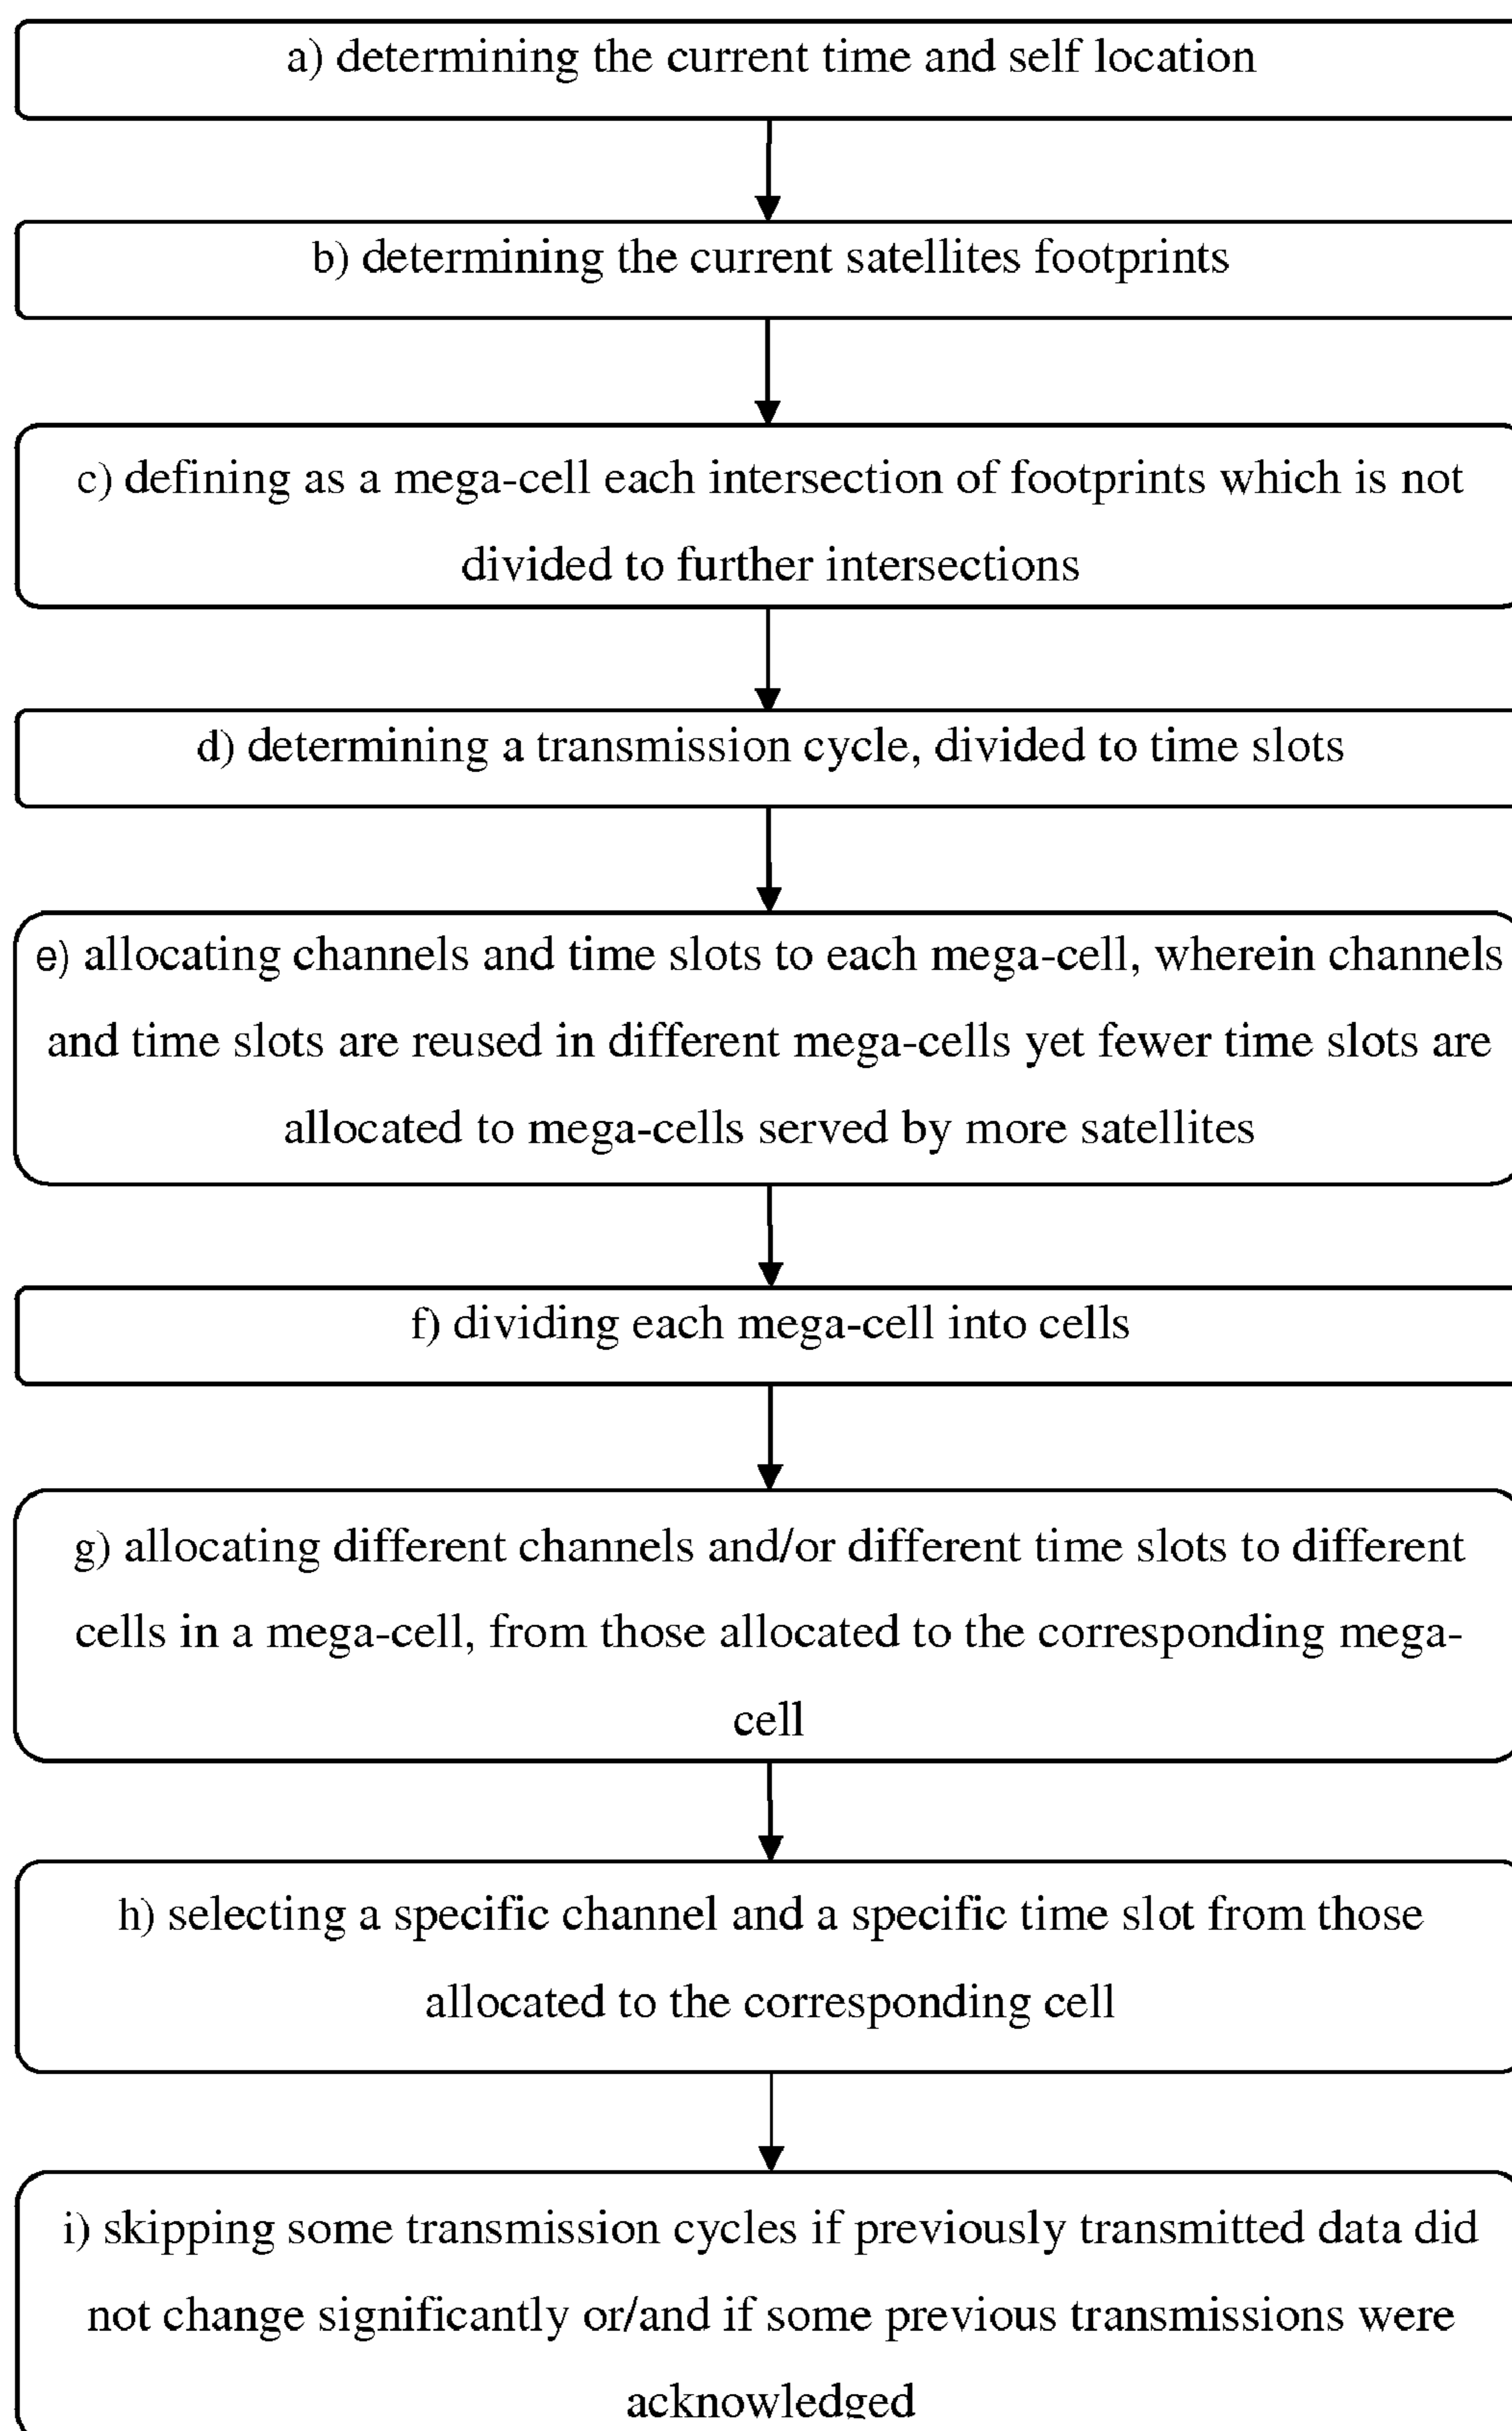 a) determining the current time and self location
b) determining the current satellites footprints
c) defining as a mega-cell each intersection of footprints which is not
divided to further intersections
d) determining a transmission cycle, divided to time slots
e) allocating channels and time slots to each mega-cell, wherein channels
and time slots are reused in different mega-cells yet fewer time slots are
allocated to mega-cells served by more satellites
f) dividing each mega-cell into cells
g) allocating different channels and/or different time slots to different
cells in a mega-cell, from those allocated to the corresponding mega-
cell
h) selecting a specific channel and a specific time slot from those
allocated to the corresponding cell
i) skipping some transmission cycles if previously transmitted data did
not change significantly or/and if some previous transmissions were
acknowledged